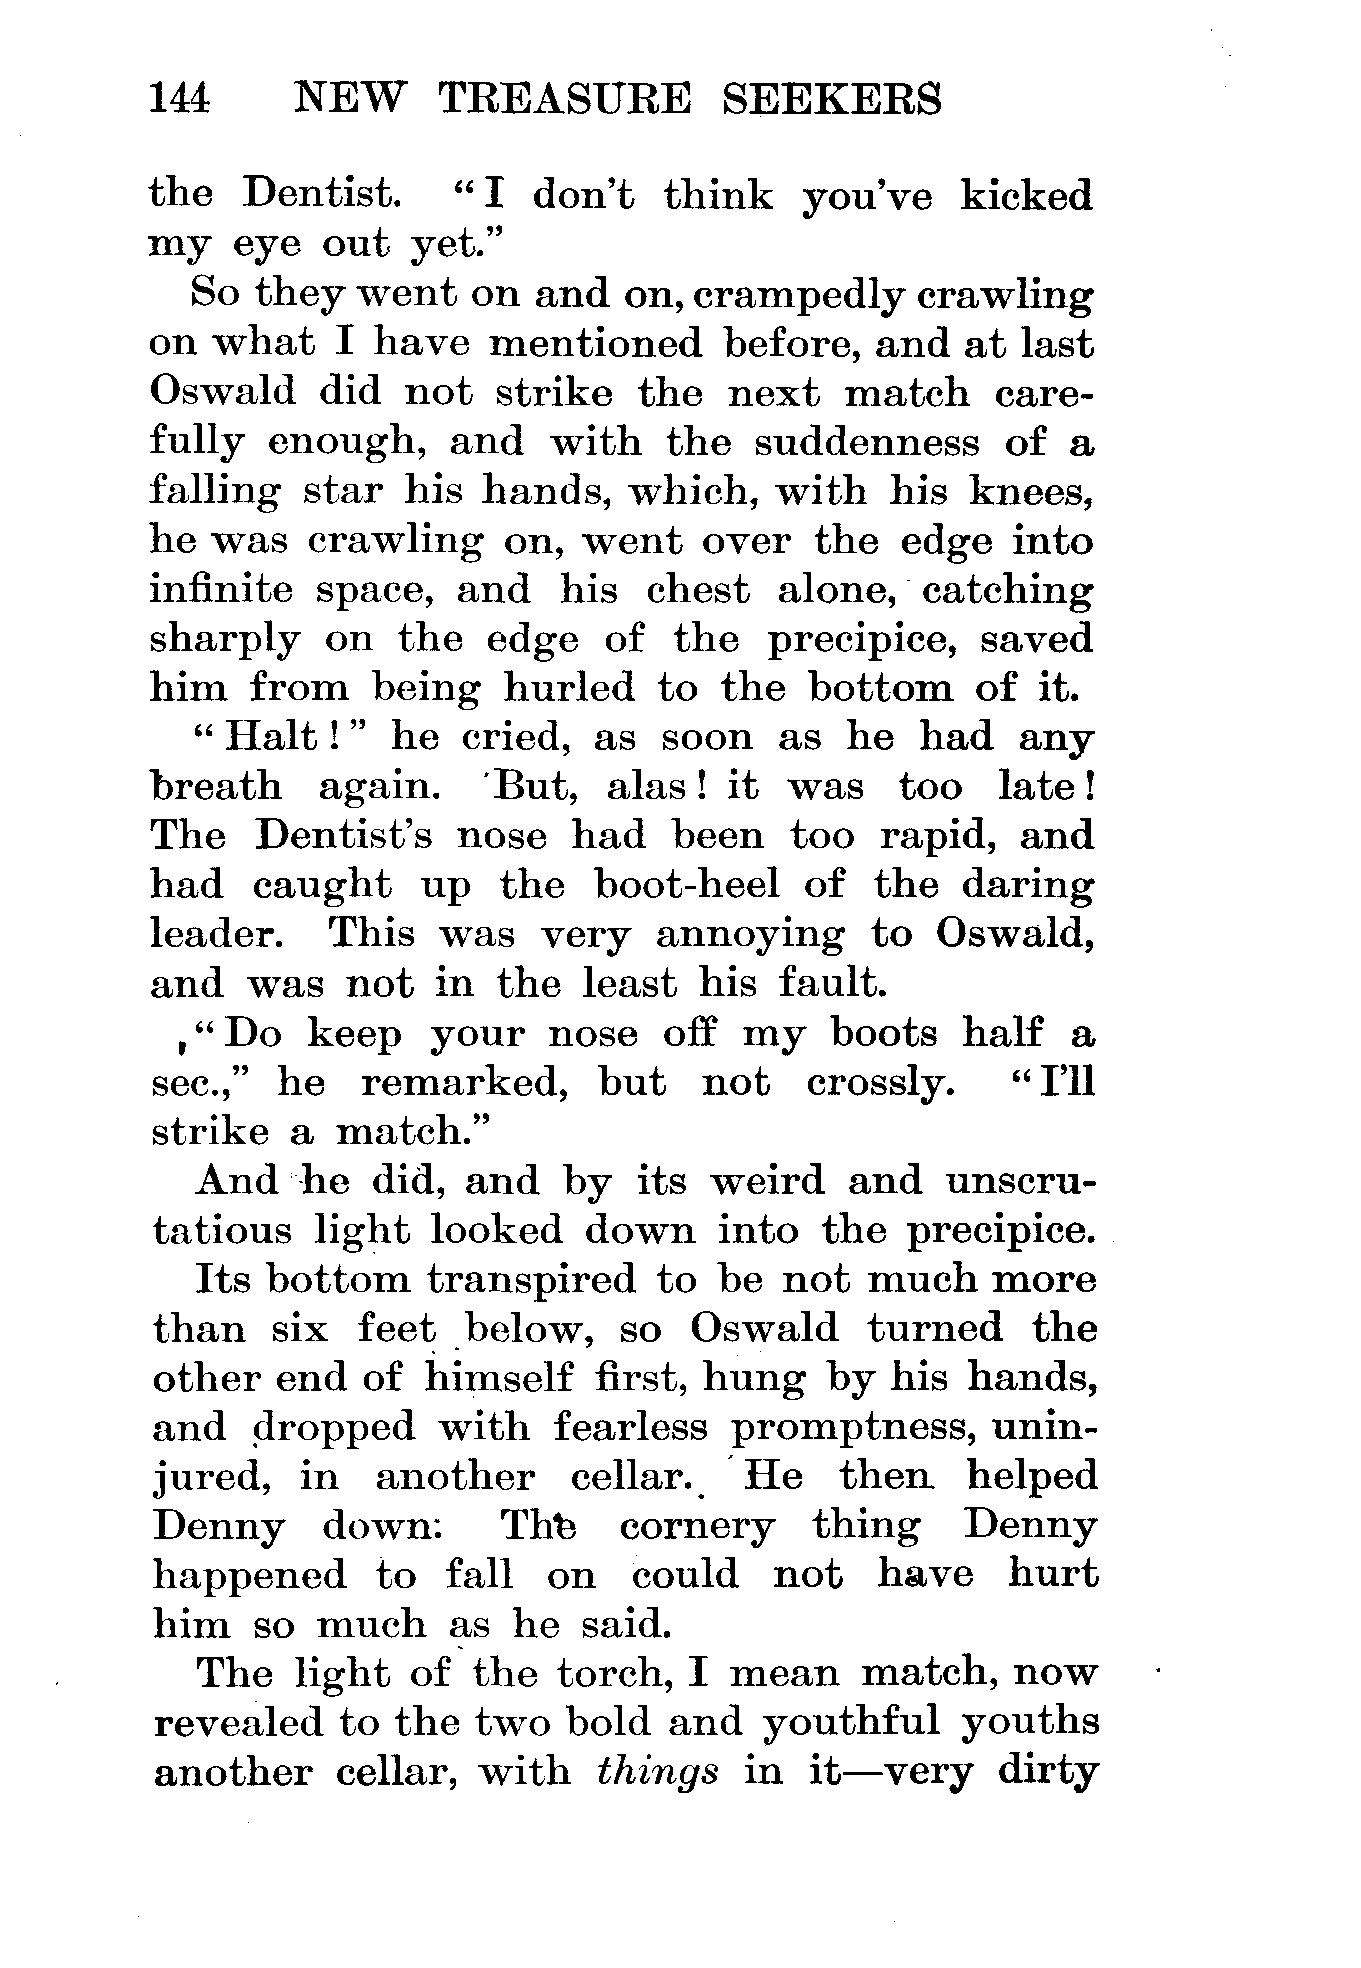 144 NEW TREASURE SEEKERS
the Dentist. "I don't think you've kicked
my eye out yet."
So they went on and on, crampedly crawling
on what I have mentioned before, and at last
Oswald did not strike the next match care-
fully enough, and with the suddenness of a
falling star his hands, which, with his knees,
he was crawling on, went over the edge into
infinite space, and his chest alone, catching
sharply on the edge of the precipice, saved
him from being hurled to the bottom of it.
"Halt!" he cried, as soon as he had any
breath again. But, alas! it was too late!
The Dentist's nose had been too rapid, and
had caught up the boot-heel of the daring
leader. This was very annoying to Oswald,
and was not in the least his fault.
"Do keep your nose off my boots half a
sec.," he remarked, but not crossly. "I'll
strike a match."
And he did, and by its weird and unscru-
tatious light looked down into the precipice.
Its bottom transpired to be not much more
than six feet below, so Oswald turned the
other end of himself first, hung by his hands,
and dropped with fearless promptness, unin-
jured, in another cellar. He then helped
Denny down: The cornery thing Denny
happened to fall on could not have hurt
him so much as he said.
The light of the torch, I mean match, now
revealed to the two bold and youthful youths
another cellar, with things in it—very dirty